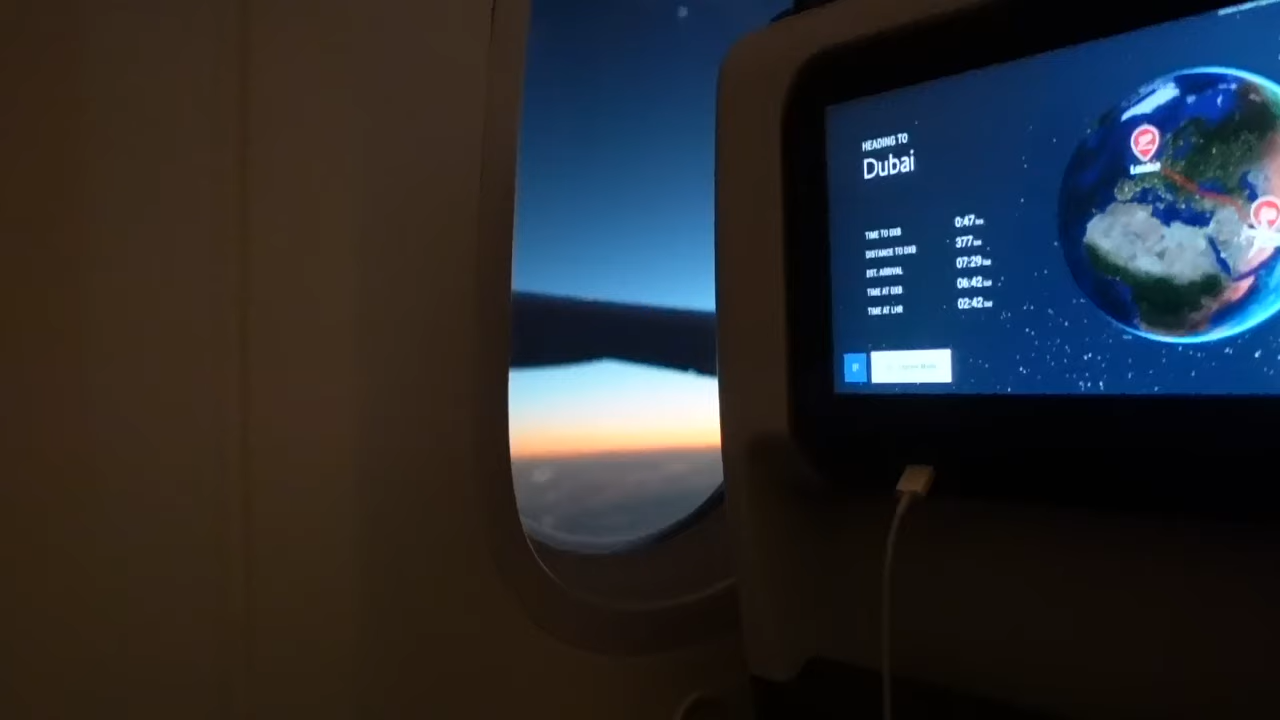 HEADING TO
Dubai
TIME TO DXB 0:47
DISTANCE TO DXB 377
EST. ARRIVAL 07:29
TIME AT DXB 06:42
TIME AT LHR 02:42
London